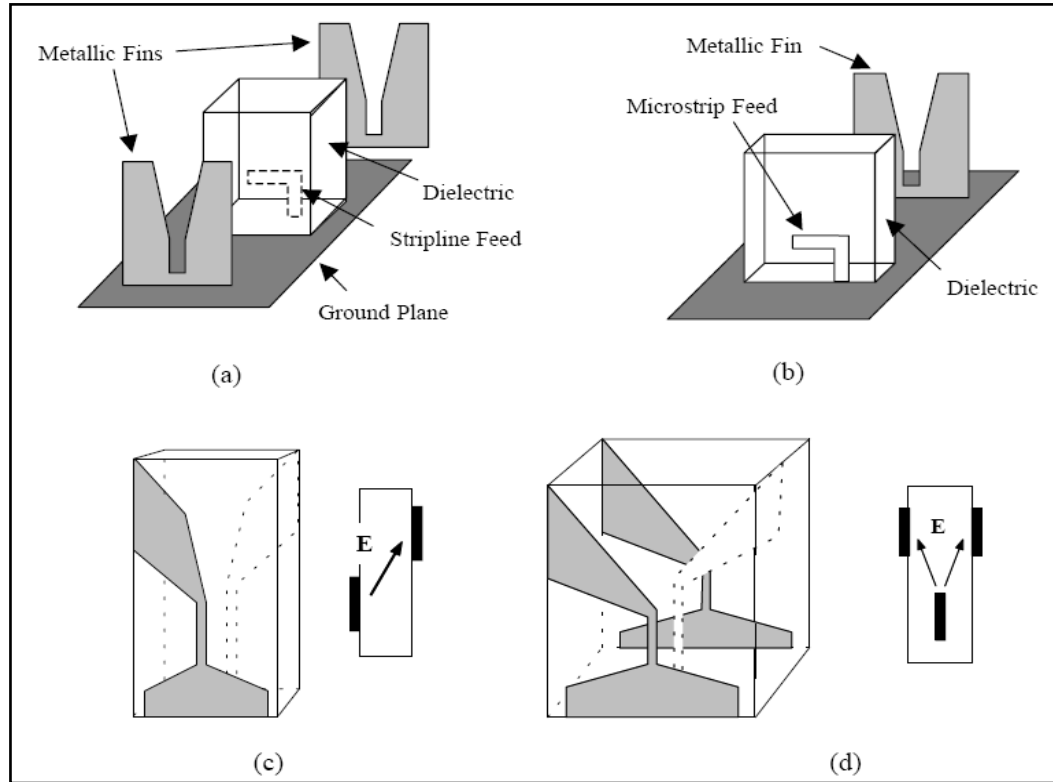 Metallic Fins
Dielectric
Stripline Feed
Ground Plane
(a)
Metallic Fin
Microstrip Feed
Dielectric
(b)
E
(c)
E
(d)